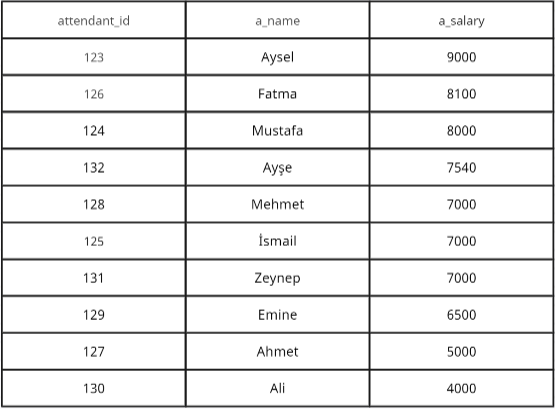 attendant_id a_name a_salary
123 Aysel 9000
126 Fatma 8100
124 Mustafa 8000
132 Ayşe 7540
128 Mehmet 7000
125 İsmail 7000
131 Zeynep 7000
129 Emine 6500
127 Ahmet 5000
130 Ali 4000